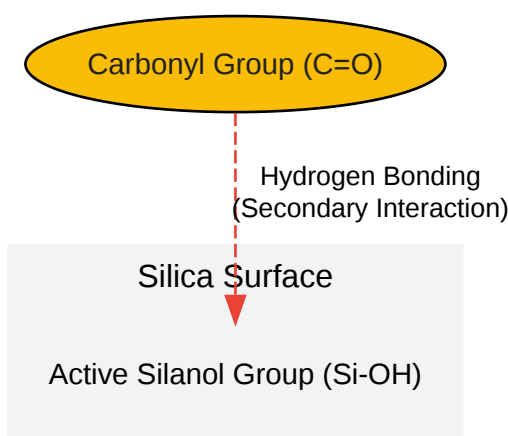 Carbonyl Group (C=O)
Hydrogen Bonding
(Secondary Interaction)
Silica Surface
Active Silanol Group (Si-OH)